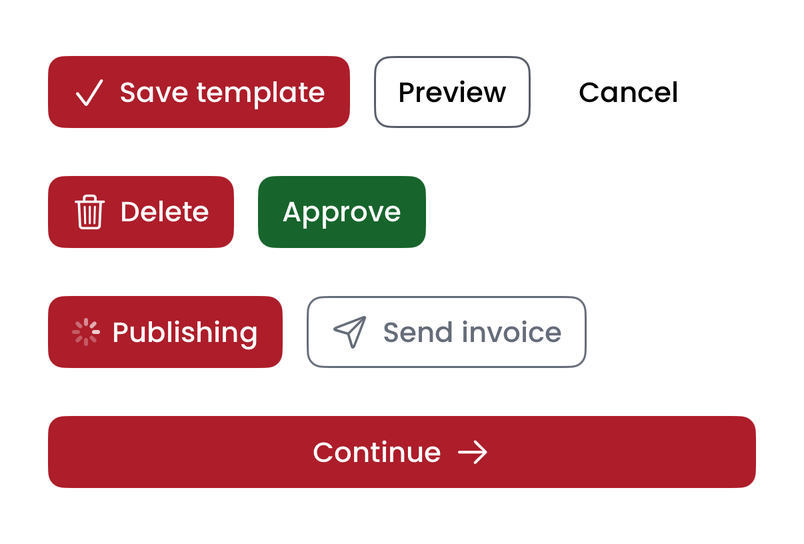 Save template Preview Cancel
Delete Approve
Publishing Send invoice
Continue